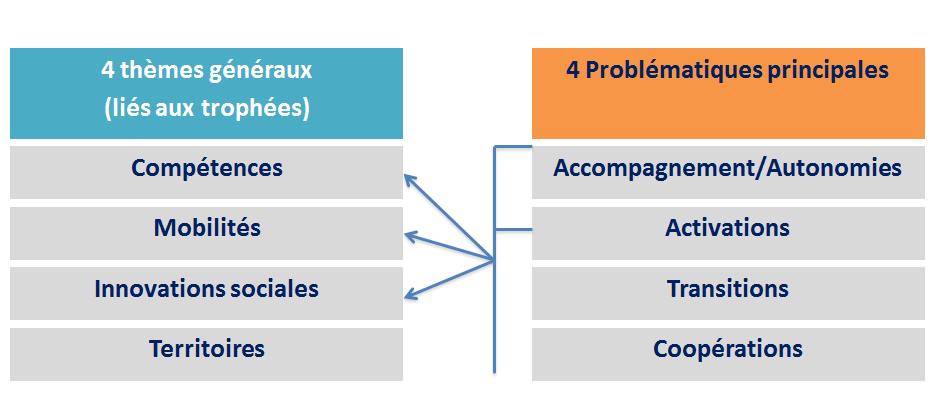 4 thèmes généraux
(liés aux trophées)
Compétences
Mobilités
Innovations sociales
Territoires
4 Problématiques principales
Accompagnement/Autonomies
Activations
Transitions
Coopérations